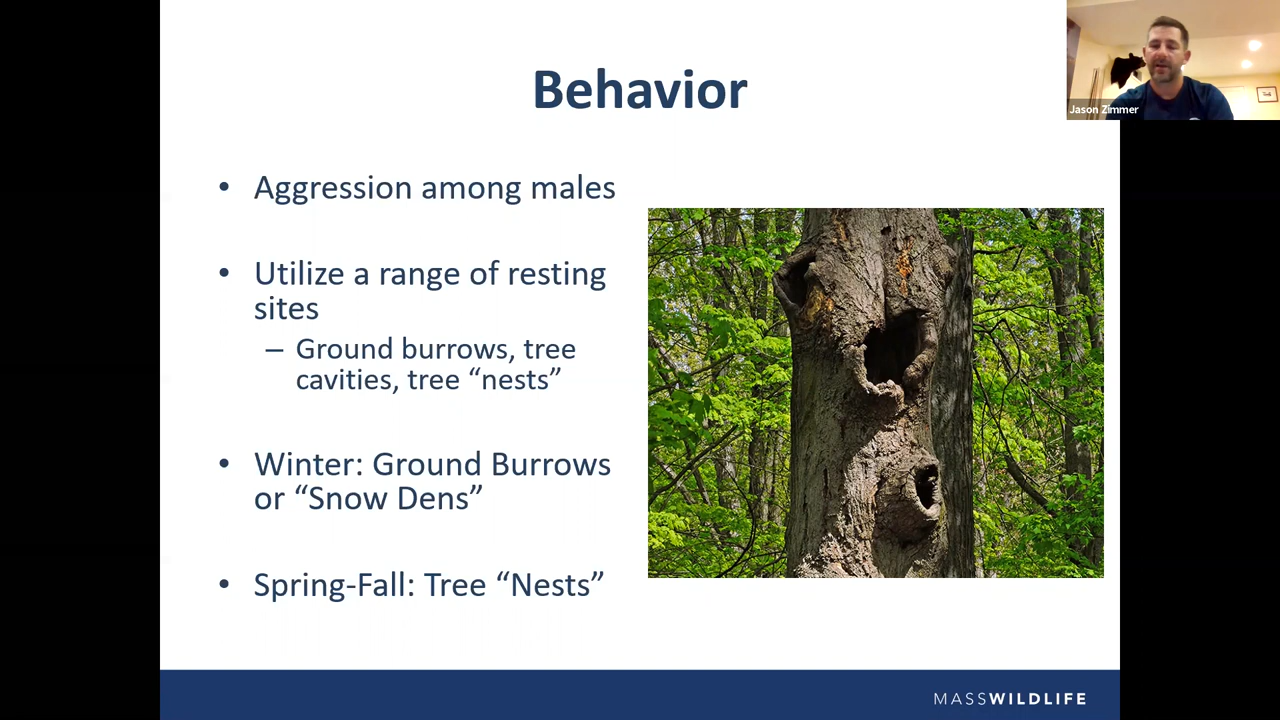 Behavior
Jason Zimmer
• Aggression among males
• Utilize a range of resting
sites
– Ground burrows, tree
cavities, tree “nests”
• Winter: Ground Burrows
or “Snow Dens”
• Spring-Fall: Tree “Nests”
MASSWILDLIFE